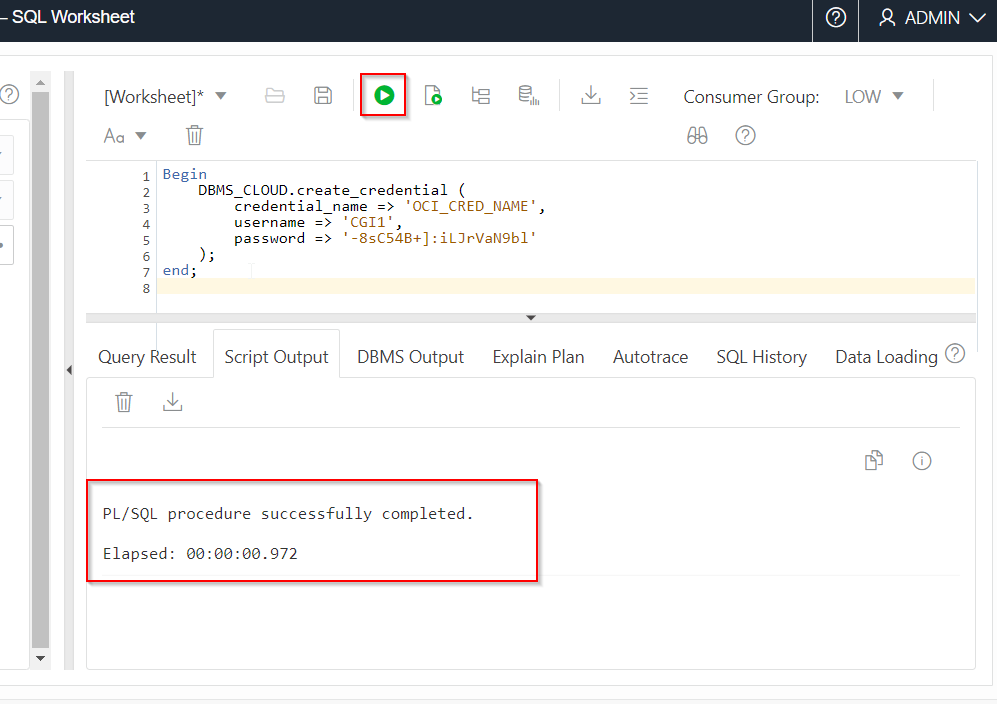 – SQL Worksheet
ADMIN
[Worksheet]*
Consumer Group: LOW
Aa
1 Begin
2 DBMS_CLOUD.create_credential (
3 credential_name => 'OCI_CRED_NAME',
4 username => 'CGI1',
5 password => '-8sC54B+]:iLJrVaN9bl'
6 );
7 end;
8
Query Result Script Output DBMS Output Explain Plan Autotrace SQL History Data Loading
PL/SQL procedure successfully completed.
Elapsed: 00:00:00.972